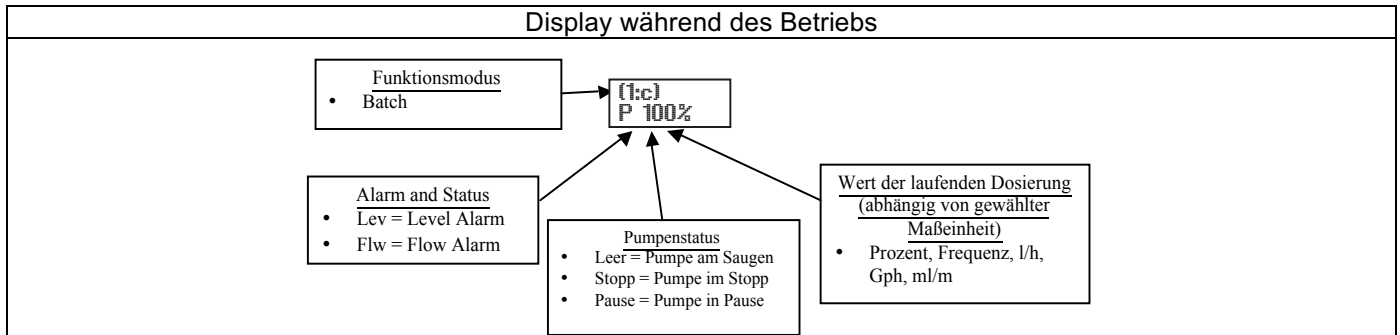 Display während des Betriebs
Funktionsmodus
• Batch
(1:c)
P 100%
Alarm and Status
• Lev = Level Alarm
• Flw = Flow Alarm
Pumpenstatus
• Leer = Pumpe am Saugen
• Stopp = Pumpe im Stopp
• Pause = Pumpe in Pause
Wert der laufenden Dosierung
(abhängig von gewählter
Maßeinheit)
• Prozent, Frequenz, l/h,
Gph, ml/m